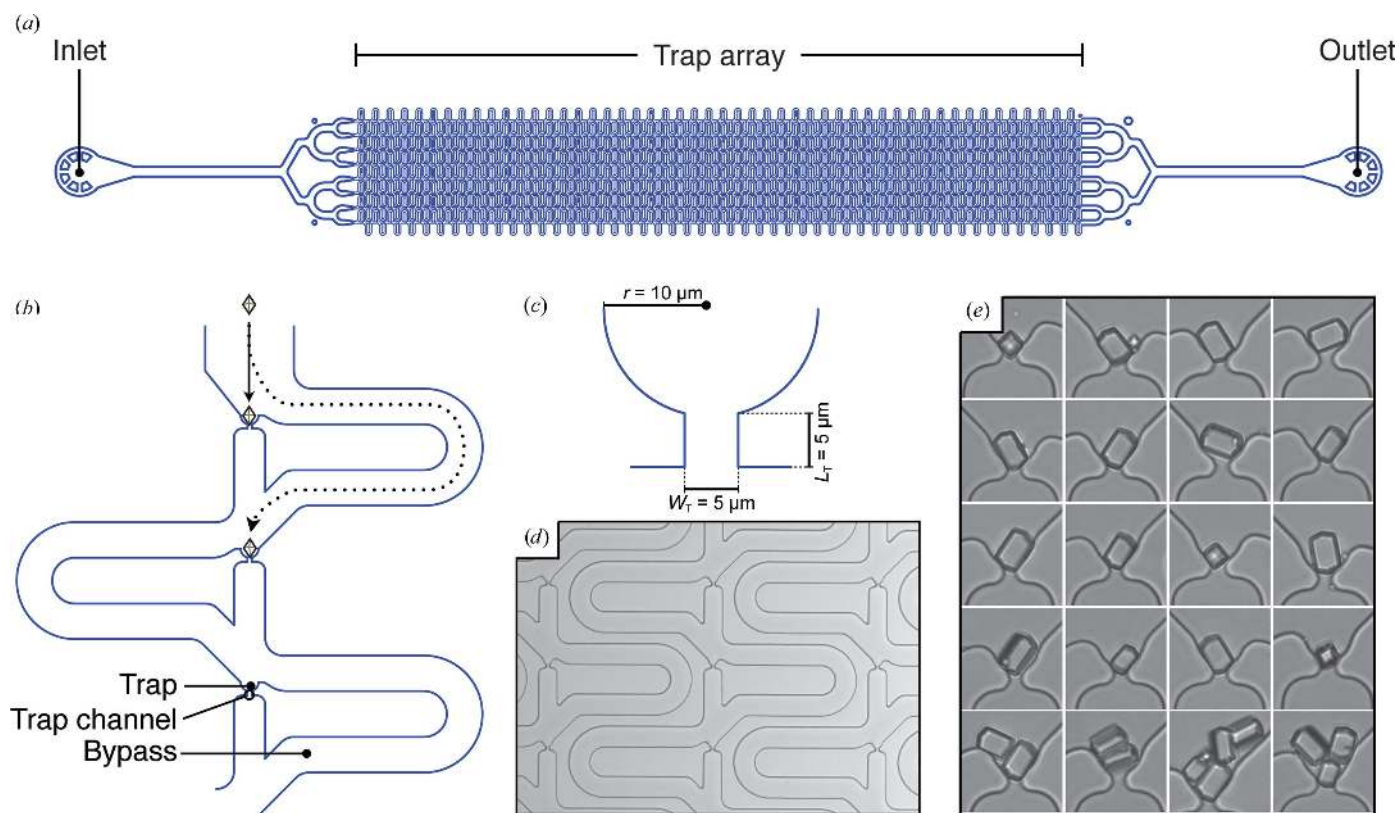 (a)
Inlet
Trap array
Outlet
(b)
Trap
Trap channel
Bypass
(c)
r = 10 µm
L_T = 5 µm
W_T = 5 µm
(d)
(e)